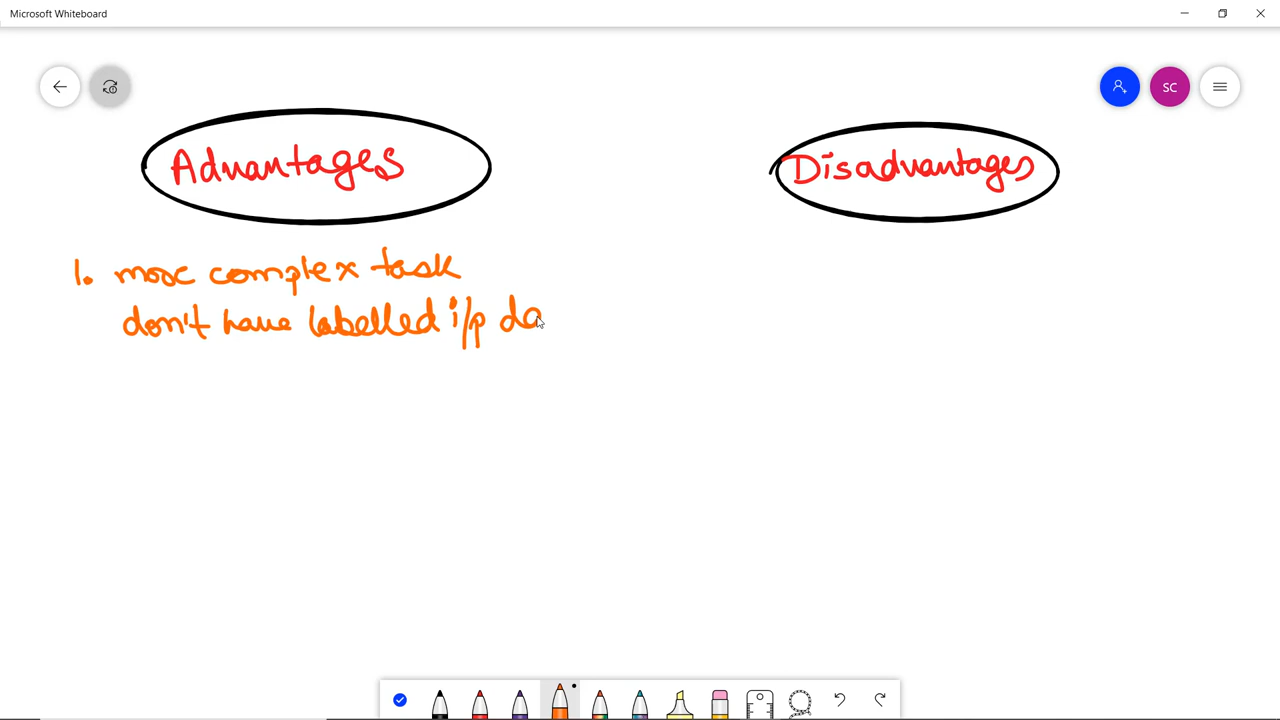 Microsoft Whiteboard
SC
Advantages
Disadvantages
1. more complex task
don't have labelled i/p da